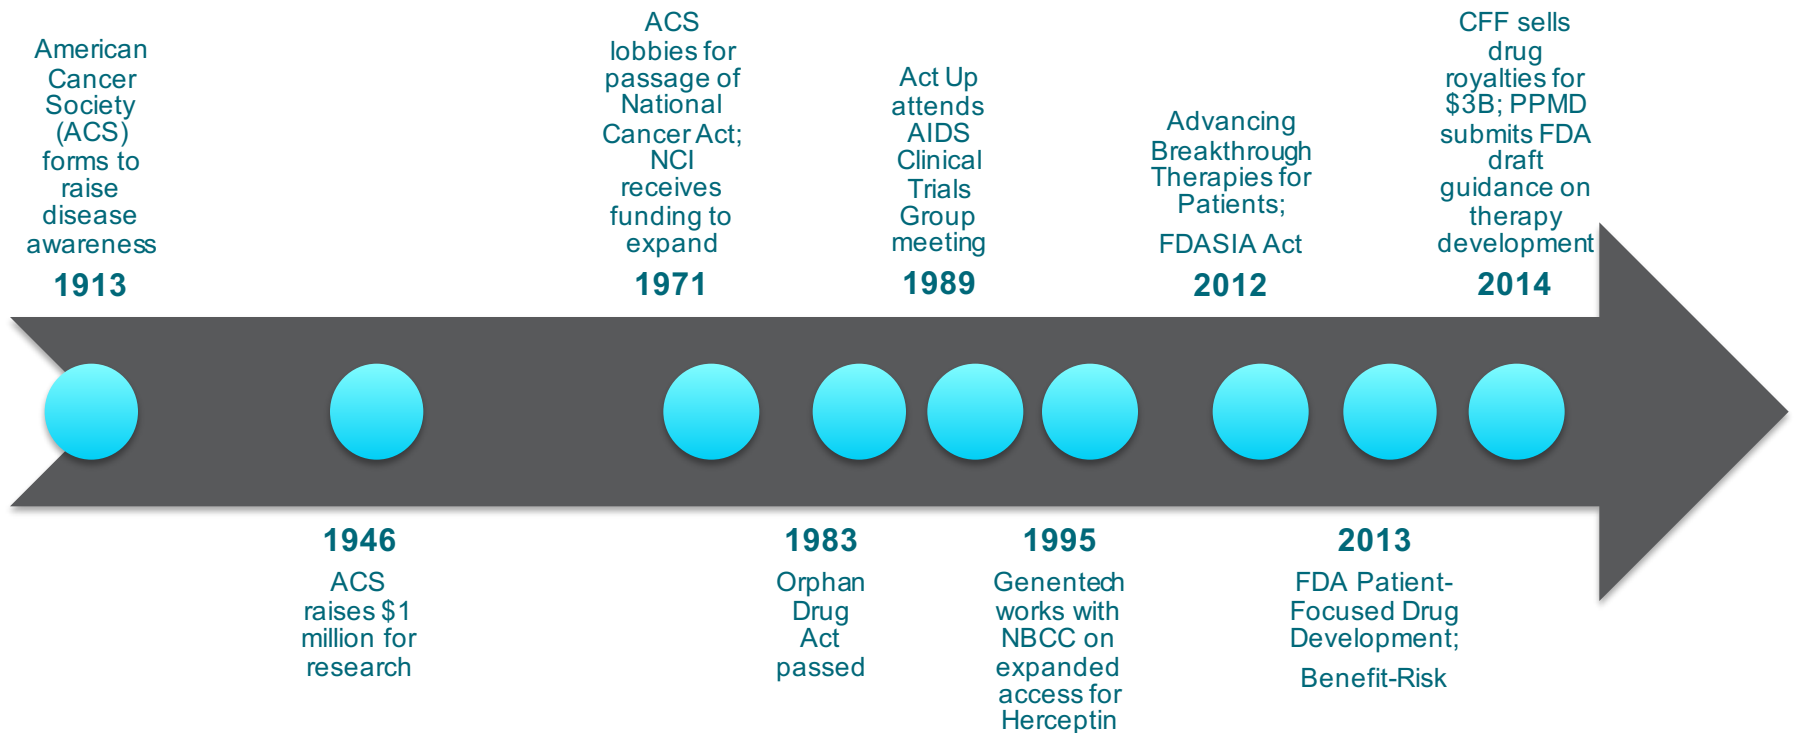 American
Cancer
Society
(ACS)
forms to
raise
disease
awareness
1913
ACS
lobbies for
passage of
National
Cancer Act;
NCI
receives
funding to
expand
1971
Act Up
attends
AIDS
Clinical
Trials
Group
meeting
1989
Advancing
Breakthrough
Therapies for
Patients;
FDASIA Act
2012
CFF sells
drug
royalties for
$3B; PPMD
submits FDA
draft
guidance on
therapy
development
2014
1946
ACS
raises $1
million for
research
1983
Orphan
Drug
Act
passed
1995
Genentech
works with
NBCC on
expanded
access for
Herceptin
2013
FDA Patient-
Focused Drug
Development;
Benefit-Risk